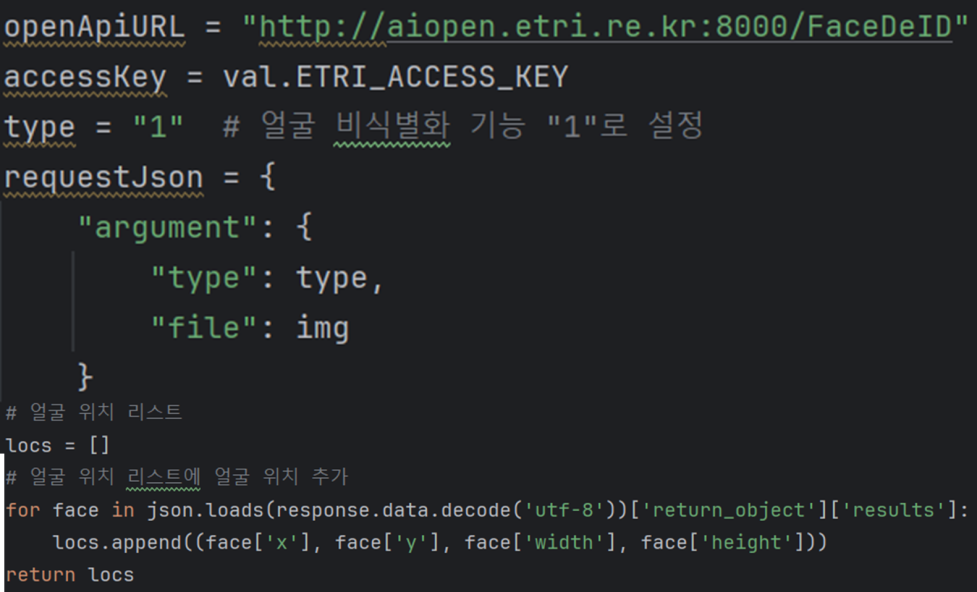 openApiURL = "http://aiopen.etri.re.kr:8000/FaceDeID"
accessKey = val.ETRI_ACCESS_KEY
type = "1"  # 얼굴 비식별화 기능 "1"로 설정
requestJson = {
    "argument": {
        "type": type,
        "file": img
    }
# 얼굴 위치 리스트
locs = []
# 얼굴 위치 리스트에 얼굴 위치 추가
for face in json.loads(response.data.decode('utf-8'))['return_object']['results']:
    locs.append((face['x'], face['y'], face['width'], face['height']))
return locs